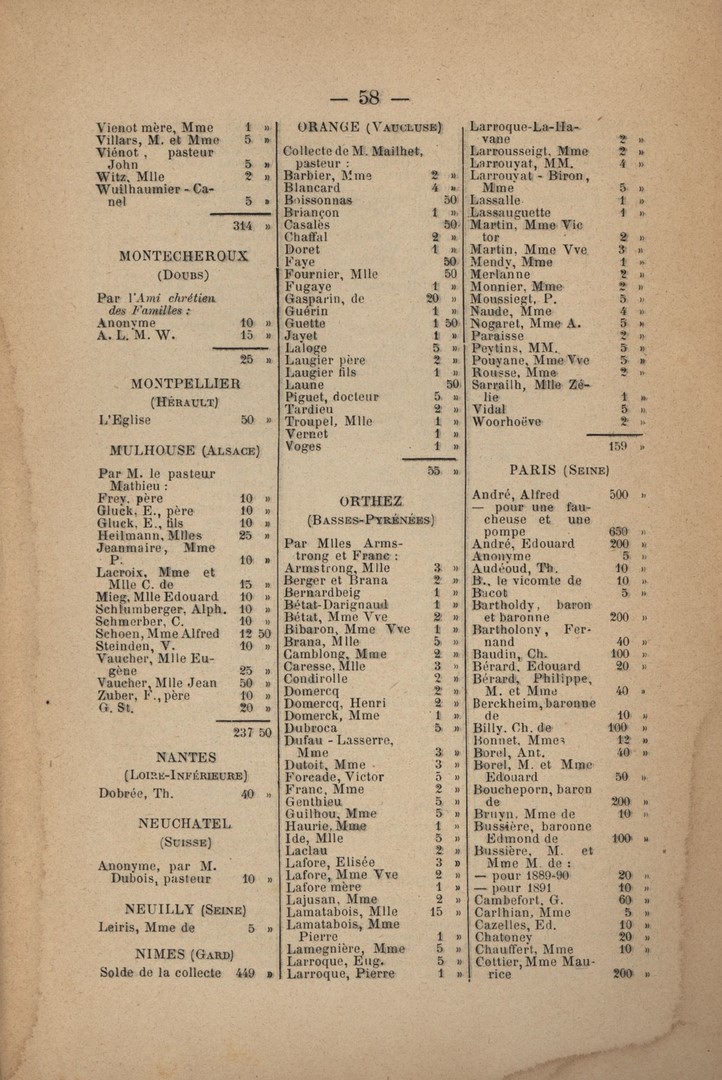 — 58 —
Vienot mère, Mme 1 »
Villars, M. et Mme 5 »
Viénot, pasteur
John 5 »
Witz, Mlle 2 »
Wuilhaumier - Ca-
nel 5 »
314 »
MONTECHEROUX
(DOUBS)
Par l'Ami chrétien
des Familles :
Anonyme 10 »
A. L. M. W. 15 »
25 »
MONTPELLIER
(HÉRAULT)
L'Eglise 50 »
MULHOUSE (ALSACE)
Par M. le pasteur
Mathieu :
Frey, père 10 »
Gluck, E., père 10 »
Gluck, E., fils 10 »
Heilmann, Mlles 25 »
Jeanmaire, Mme
P. 10 »
Lacroix, Mme et
Mlle C. de 15 »
Mieg, Mlle Edouard 10 »
Schlumberger, Alph. 10 »
Schmerber, C. 10 »
Schoen, Mme Alfred 12 50
Steinden, V. 10 »
Vaucher, Mlle Eu-
gène 25 »
Vaucher, Mlle Jean 50 »
Zuber, F., père 10 »
G. St. 20 »
237 50
NANTES
(LOIRE-INFÉRIEURE)
Dobrée, Th. 40 »
NEUCHATEL
(SUISSE)
Anonyme, par M.
Dubois, pasteur 10 »
NEUILLY (SEINE)
Leiris, Mme de 5 »
NIMES (GARD)
Solde de la collecte 449 »
ORANGE (VAUCLUSE)
Collecte de M. Mailhet,
pasteur :
Barbier, Mme 2 »
Blancard 4 »
Boissonnas 50
Briançon 1 »
Casalès 50
Chaffal 2 »
Doret 1 »
Faye 50
Fournier, Mlle 50
Fugaye 1 »
Gasparin, de 20 »
Guérin 1 »
Guette 1 50
Jayet 1 »
Laloge 5 »
Laugier père 2 »
Laugier fils 1 »
Laune 50
Piguet, docteur 5 »
Tardieu 2 »
Troupel, Mlle 1 »
Vernet 1 »
Voges 1 »
55 »
ORTHEZ
(BASSES-PYRÉNÉES)
Par Mlles Arms-
trong et Franc :
Armstrong, Mlle 3 »
Berger et Brana 2 »
Bernardbeig 1 »
Bétat-Darignaud 1 »
Bétat, Mme Vve 2 »
Bibaron, Mme Vve 1 »
Brana, Mlle 5 »
Camblong, Mme 2 »
Caresse, Mlle 3 »
Condirolle 2 »
Domercq 2 »
Domercq, Henri 2 »
Domerck, Mme 1 »
Dubroca 5 »
Dufau - Lasserre,
Mme 3 »
Dutoit, Mme 3 »
Forcade, Victor 5 »
Franc, Mme 2 »
Genthieu 5 »
Guilhou, Mme 5 »
Haurie, Mme 1 »
Ide, Mlle 5 »
Laclau 2 »
Lafore, Elisée 3 »
Lafore, Mme Vve 2 »
Lafore mère 1 »
Lajusan, Mme 2 »
Lamatabois, Mlle 15 »
Lamatabois, Mme
Pierre 1 »
Lamegnière, Mme 5 »
Larroque, Eug. 5 »
Larroque, Pierre 1 »
Larroque-La-Ha-
vane 2 »
Larrousseigt, Mme 2 »
Larrouyat, MM. 4 »
Larrouyat - Biron,
Mme 5 »
Lassalle 1 »
Lassauguette 1 »
Martin, Mme Vic
tor 2 »
Martin, Mme Vve 3 »
Mendy, Mme 1 »
Merlanne 2 »
Monnier, Mme 2 »
Moussiegt, P. 5 »
Naude, Mme 4 »
Nogaret, Mme A. 5 »
Paraisse 2 »
Peytins, MM. 5 »
Pouyane, Mme Vve 5 »
Rousse, Mme 2 »
Sarrailh, Mlle Zé-
lie 1 »
Vidal 5 »
Woorhoëve 2 »
159 »
PARIS (SEINE)
André, Alfred 500 »
— pour une fau-
cheuse et une
pompe 650 »
André, Edouard 200 »
Anonyme 5 »
Audéoud, Th. 10 »
B., le vicomte de 10 »
Bacot 5 »
Bartholdy, baron
et baronne 200 »
Bartholony, Fer-
nand 40 »
Baudin, Ch. 100 »
Bérard, Edouard 20 »
Bérard, Philippe,
M. et Mme 40 »
Berckheim, baronne
de 10 »
Billy, Ch. de 100 »
Bonnet, Mmes 12 »
Borel, Ant. 40 »
Borel, M. et Mme
Edouard 50 »
Boucheporn, baron
de 200 »
Bruyn, Mme de 10 »
Bussière, baronne
Edmond de 100 »
Bussière, M. et
Mme M. de :
— pour 1889-90 20 »
— pour 1891 10 »
Cambefort, G. 60 »
Carlhian, Mme 5 »
Cazelles, Ed. 10 »
Chatoney 20 »
Chauffert, Mme 10 »
Cottier, Mme Mau-
rice 200 »